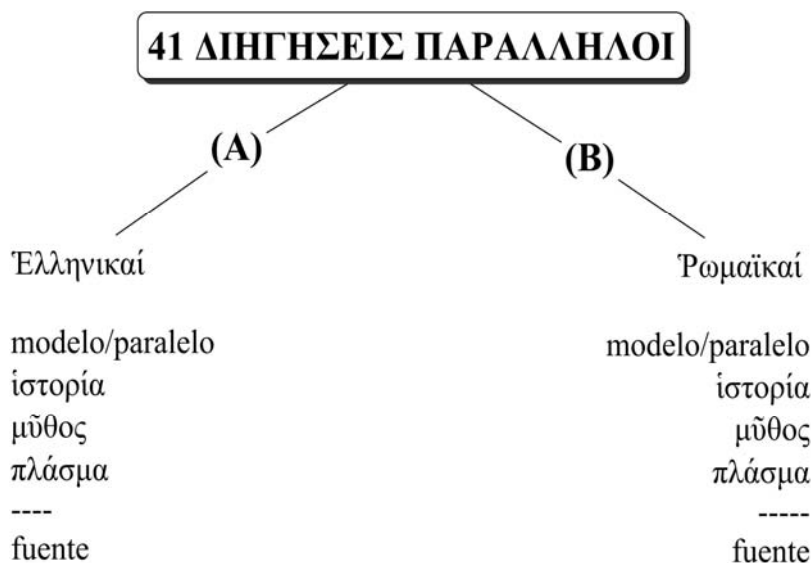 41 ΔΙΗΓΗΣΕΙΣ ΠΑΡΑΛΛΗΛΟΙ
(A)
(B)
Ἑλληνικαί
modelo/paralelo
ἱστορία
μῦθος
πλάσμα
----
fuente
Ῥωμαϊκαί
modelo/paralelo
ἱστορία
μῦθος
πλάσμα
-----
fuente